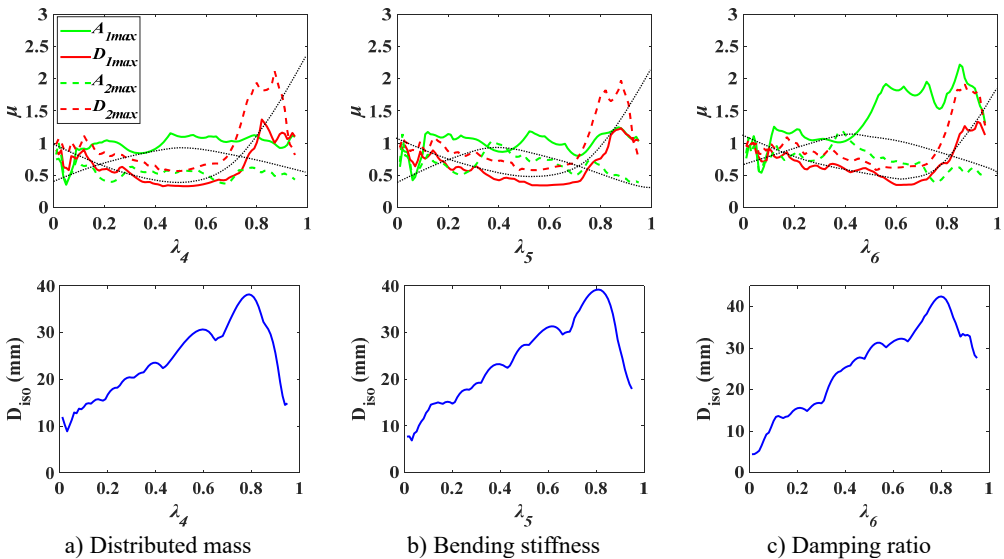 3
2.5
2
1.5
1
0.5
0
μ
A1max
D1max
A2max
D2max
0 0.2 0.4 0.6 0.8 1
λ4
3
2.5
2
1.5
1
0.5
0
μ
0 0.2 0.4 0.6 0.8 1
λ5
3
2.5
2
1.5
1
0.5
0
μ
0 0.2 0.4 0.6 0.8 1
λ6
40
30
20
10
0
Diso (mm)
0 0.2 0.4 0.6 0.8 1
λ4
40
30
20
10
0
Diso (mm)
0 0.2 0.4 0.6 0.8 1
λ5
40
30
20
10
0
Diso (mm)
0 0.2 0.4 0.6 0.8 1
λ6
a) Distributed mass b) Bending stiffness c) Damping ratio